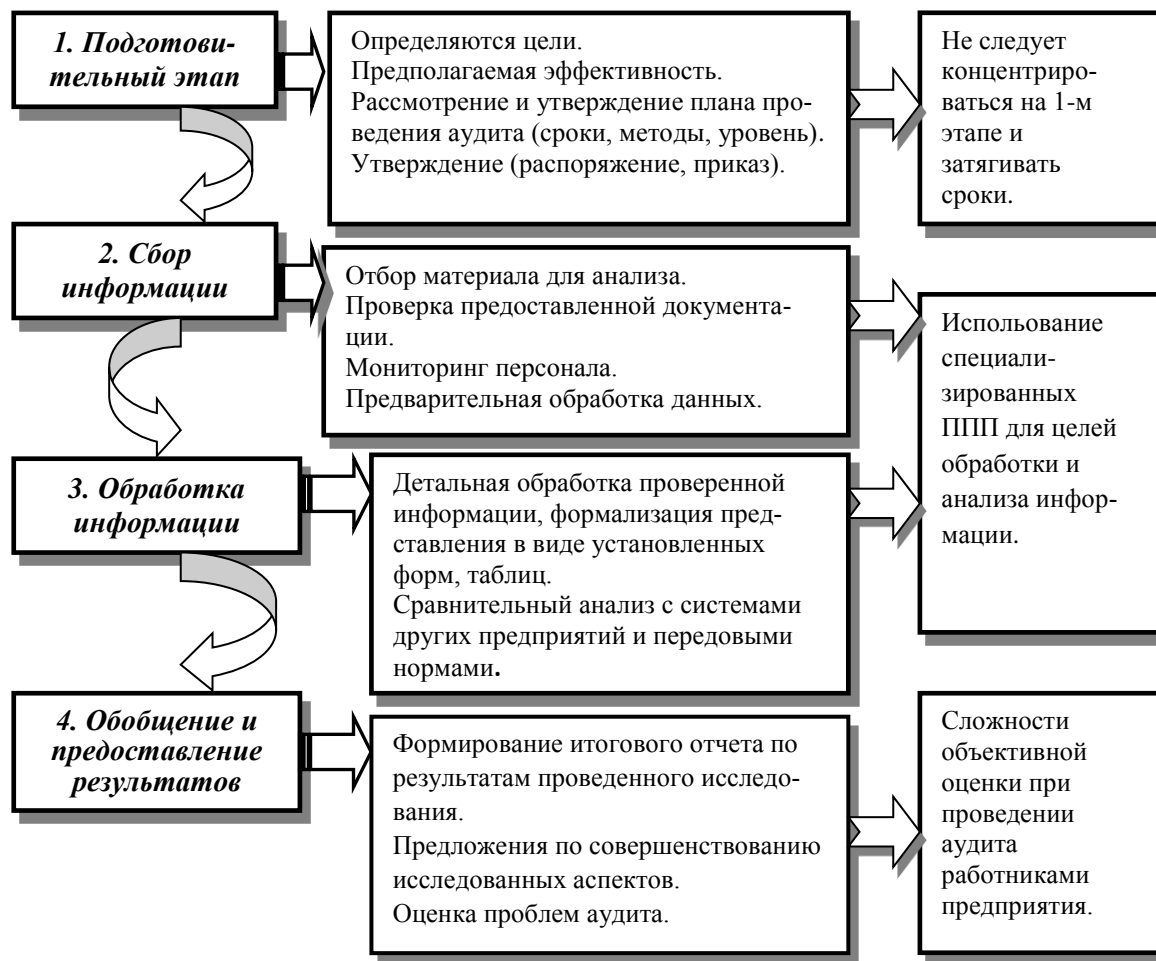 1. Подготови-
тельный этап
Определяются цели.
Предполагаемая эффективность.
Рассмотрение и утверждение плана про-
ведения аудита (сроки, методы, уровень).
Утверждение (распоряжение, приказ).
Не следует
концентриро-
ваться на 1-м
этапе и
затягивать
сроки.
2. Сбор
информации
Отбор материала для анализа.
Проверка предоставленной документа-
ции.
Мониторинг персонала.
Предварительная обработка данных.
Испольование
специали-
зированных
ППП для целей
обработки и
анализа инфор-
мации.
3. Обработка
информации
Детальная обработка проверенной
информации, формализация пред-
ставления в виде установленных
форм, таблиц.
Сравнительный анализ с системами
других предприятий и передовыми
нормами.
4. Обобщение и
предоставление
результатов
Формирование итогового отчета по
результатам проведенного исследо-
вания.
Предложения по совершенствованию
исследованных аспектов.
Оценка проблем аудита.
Сложности
объективной
оценки при
проведении
аудита
работниками
предприятия.